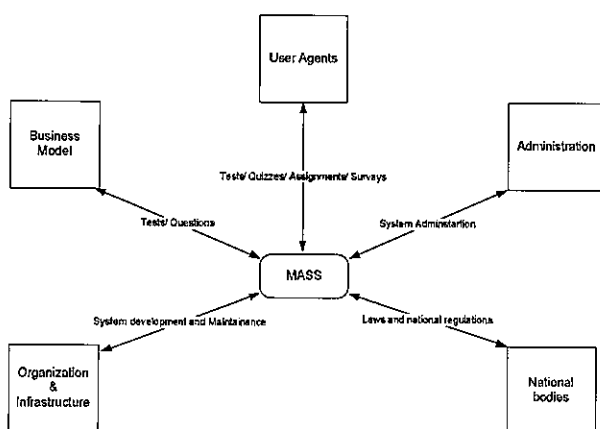 User Agents
Business
Model
Administration
Tests/ Quizzes/ Assignments/ Surveys
Tests/ Questions
System Adminstartion
MASS
System development and Maintainance
Laws and national regulations
Organization
&
Infrastructure
National
bodies